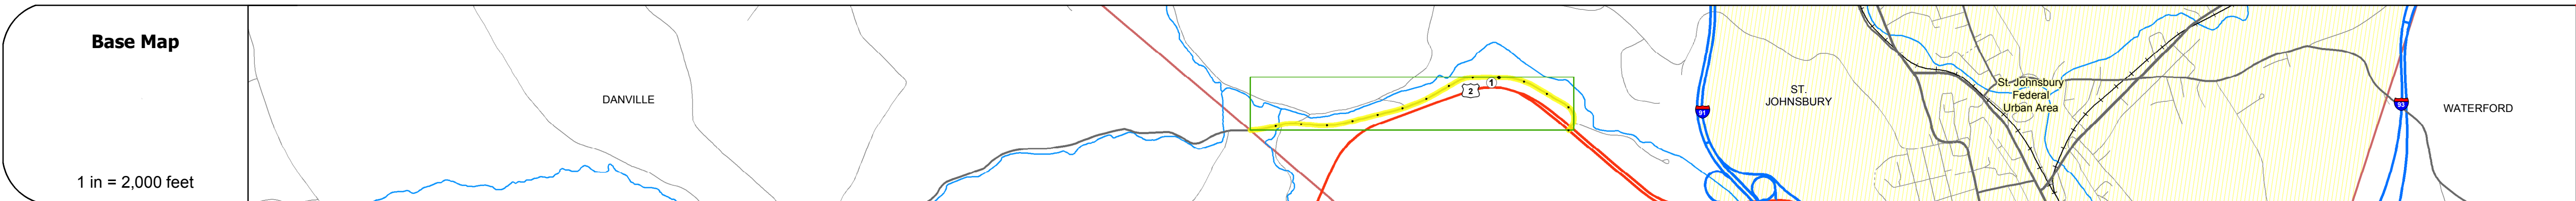 Base Map
1 in = 2,000 feet
DANVILLE
2
1
91
ST.
JOHNSBURY
St. Johnsbury
Federal
Urban Area
93
WATERFORD